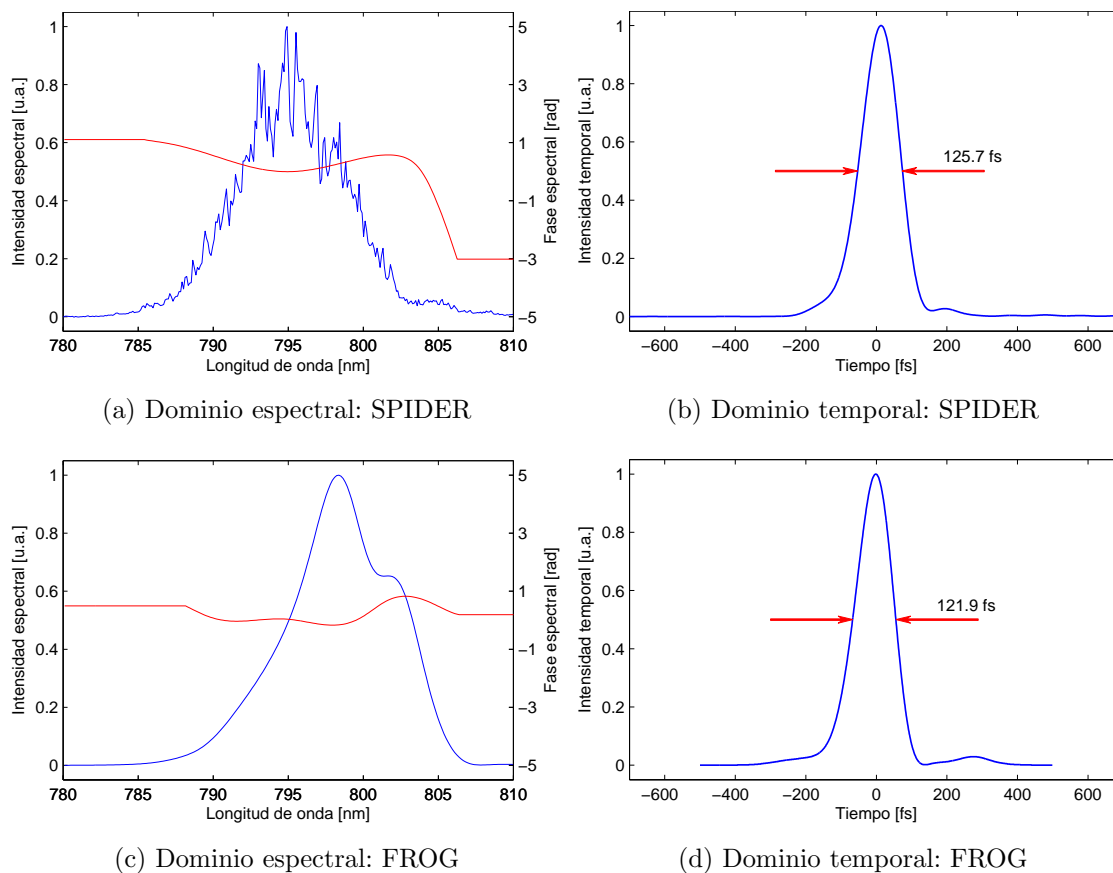 1
0.8
0.6
0.4
0.2
0
Intensidad espectral [u.a.]
5
3
1
−1
−3
−5
Fase espectral [rad]
780 785 790 795 800 805 810
Longitud de onda [nm]
(a) Dominio espectral: SPIDER
1
0.8
0.6
0.4
0.2
0
Intensidad temporal [u.a.]
125.7 fs
−600 −400 −200 0 200 400 600
Tiempo [fs]
(b) Dominio temporal: SPIDER
1
0.8
0.6
0.4
0.2
0
Intensidad espectral [u.a.]
5
3
1
−1
−3
−5
Fase espectral [rad]
780 785 790 795 800 805 810
Longitud de onda [nm]
(c) Dominio espectral: FROG
1
0.8
0.6
0.4
0.2
0
Intensidad temporal [u.a.]
121.9 fs
−600 −400 −200 0 200 400 600
Tiempo [fs]
(d) Dominio temporal: FROG